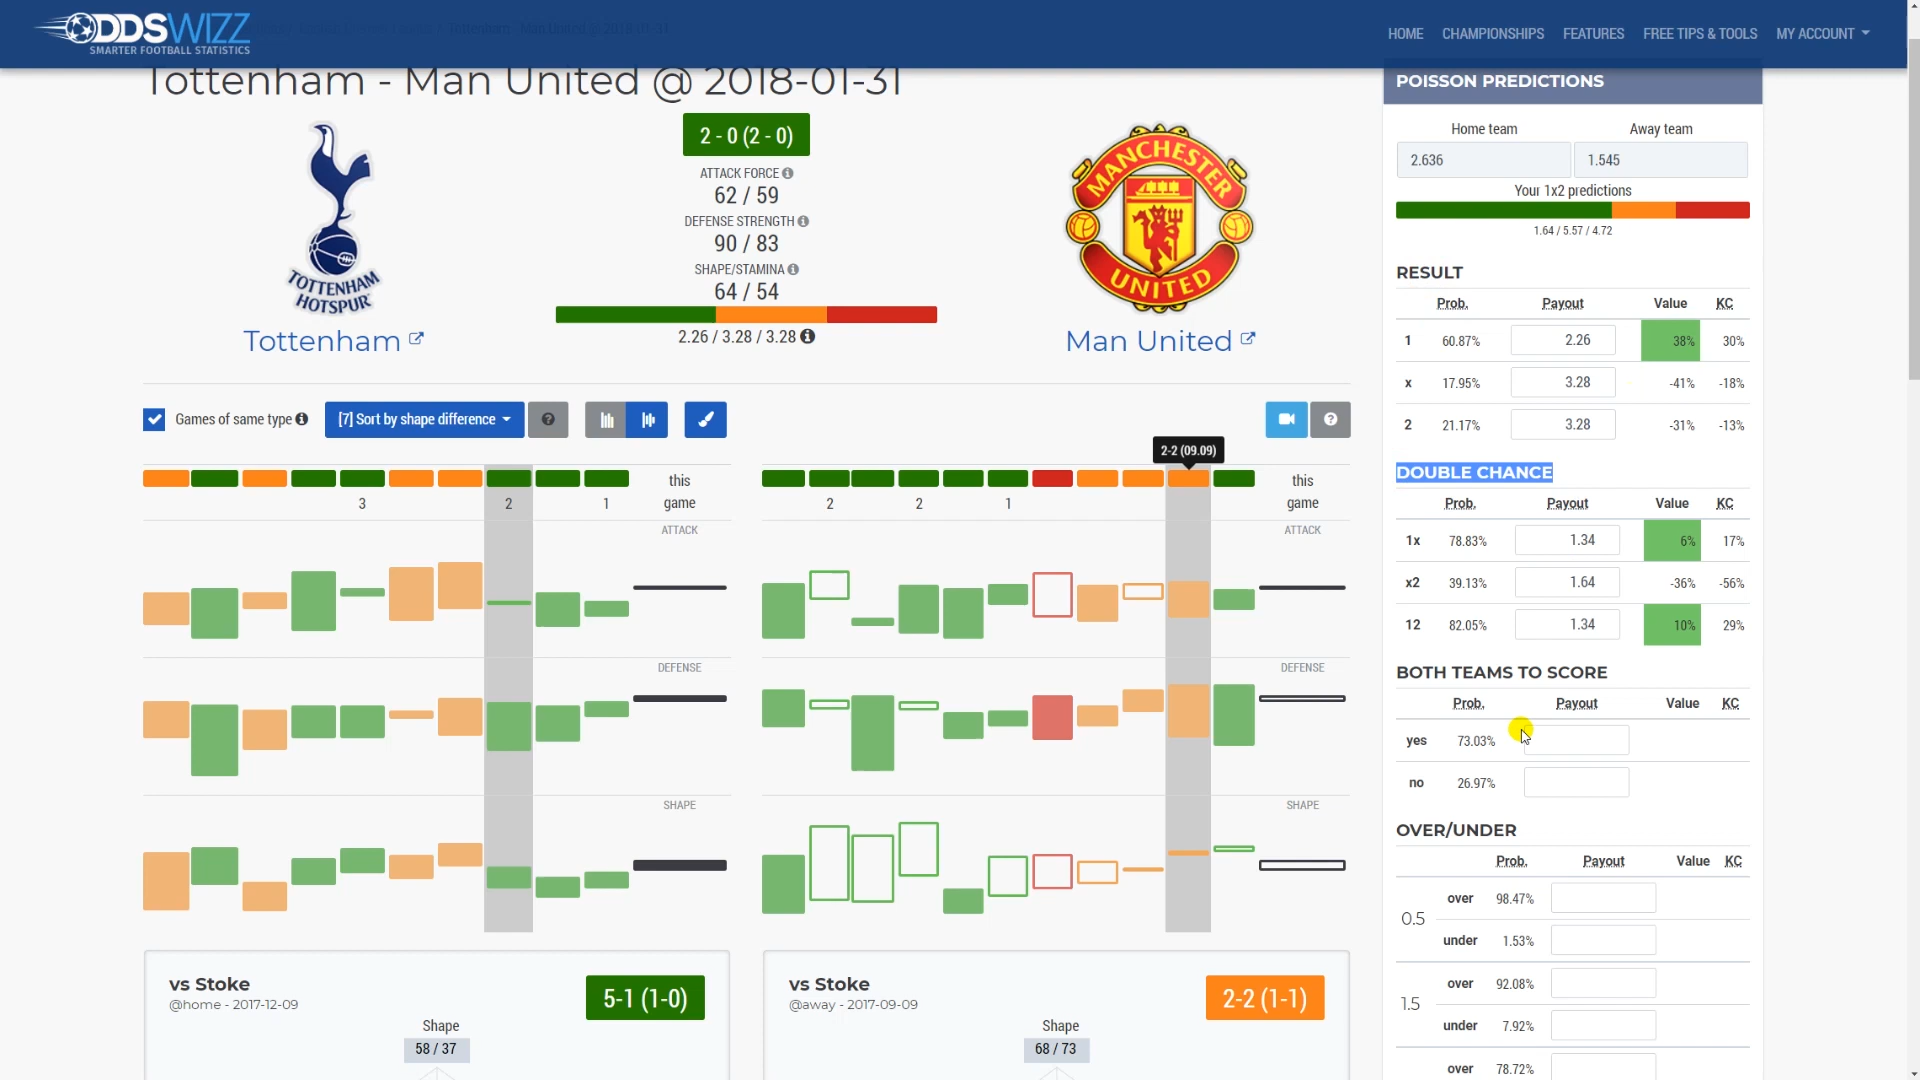 ODDSWIZZ
SMARTER FOOTBALL STATISTICS
HOME CHAMPIONSHIPS FEATURES FREE TIPS & TOOLS MY ACCOUNT
Tottenham - Man United @ 2018-01-31
2 - 0 (2 - 0)
ATTACK FORCE
62 / 59
DEFENSE STRENGTH
90 / 83
SHAPE/STAMINA
64 / 54
2.26 / 3.28 / 3.28
TOTTENHAM
HOTSPUR
Tottenham
MANCHESTER
UNITED
Man United
Games of same type
[7] Sort by shape difference
2-2 (09.09)
3 2 1 this game
ATTACK
DEFENSE
SHAPE
2 2 1 this game
ATTACK
DEFENSE
SHAPE
vs Stoke
@home - 2017-12-09
5-1 (1-0)
Shape
58 / 37
vs Stoke
@away - 2017-09-09
2-2 (1-1)
Shape
68 / 73
POISSON PREDICTIONS
Home team Away team
2.636 1.545
Your 1x2 predictions
1.64 / 5.57 / 4.72
RESULT
Prob. Payout Value KC
1 60.87% 2.26 38% 30%
x 17.95% 3.28 -41% -18%
2 21.17% 3.28 -31% -13%
DOUBLE CHANCE
Prob. Payout Value KC
1x 78.83% 1.34 6% 17%
x2 39.13% 1.64 -36% -56%
12 82.05% 1.34 10% 29%
BOTH TEAMS TO SCORE
Prob. Payout Value KC
yes 73.03%
no 26.97%
OVER/UNDER
Prob. Payout Value KC
0.5
over 98.47%
under 1.53%
1.5
over 92.08%
under 7.92%
over 78.72%